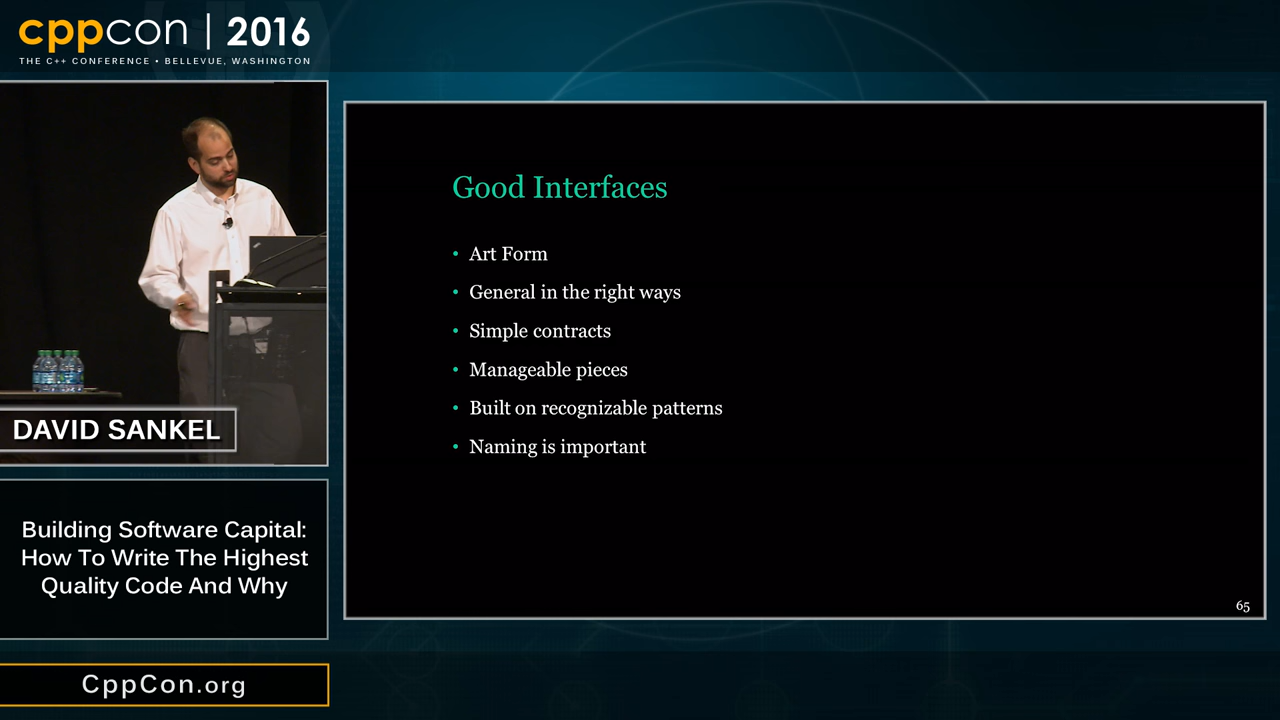 cppcon | 2016
THE C++ CONFERENCE • BELLEVUE, WASHINGTON
DAVID SANKEL
Building Software Capital:
How To Write The Highest
Quality Code And Why
CppCon.org
Good Interfaces
• Art Form
• General in the right ways
• Simple contracts
• Manageable pieces
• Built on recognizable patterns
• Naming is important
65